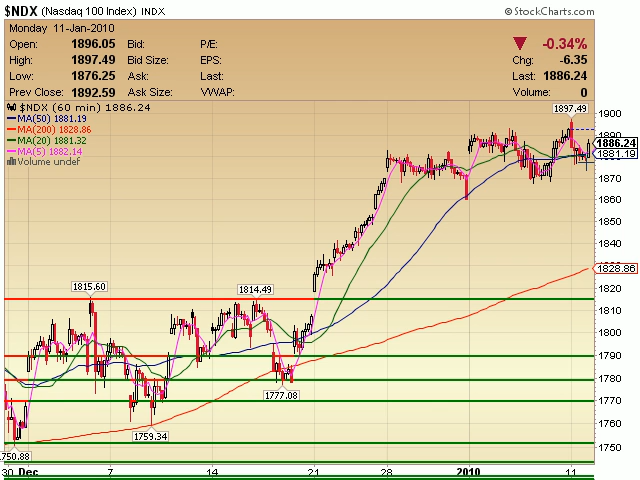 $NDX (Nasdaq 100 Index) INDX
© StockCharts.com
Monday 11-Jan-2010
Open: 1896.05 Bid: P/E:
-0.34%
High: 1897.49 Bid Size: EPS:
Chg: -6.35
Low: 1876.25 Ask: Last:
Last: 1886.24
Prev Close: 1892.59 Ask Size: VWAP:
Volume: 0
$NDX (60 min) 1886.24
MA(50) 1881.19
MA(200) 1828.86
MA(20) 1881.32
MA(5) 1882.14
Volume undef
1897.49
1900
1890
1886.24
1881.19
1870
1860
1850
1840
1828.86
1820
1810
1800
1790
1780
1770
1760
1750
1815.60
1814.49
1777.08
1759.34
1750.88
30 Dec 7 14 21 28 2010 11